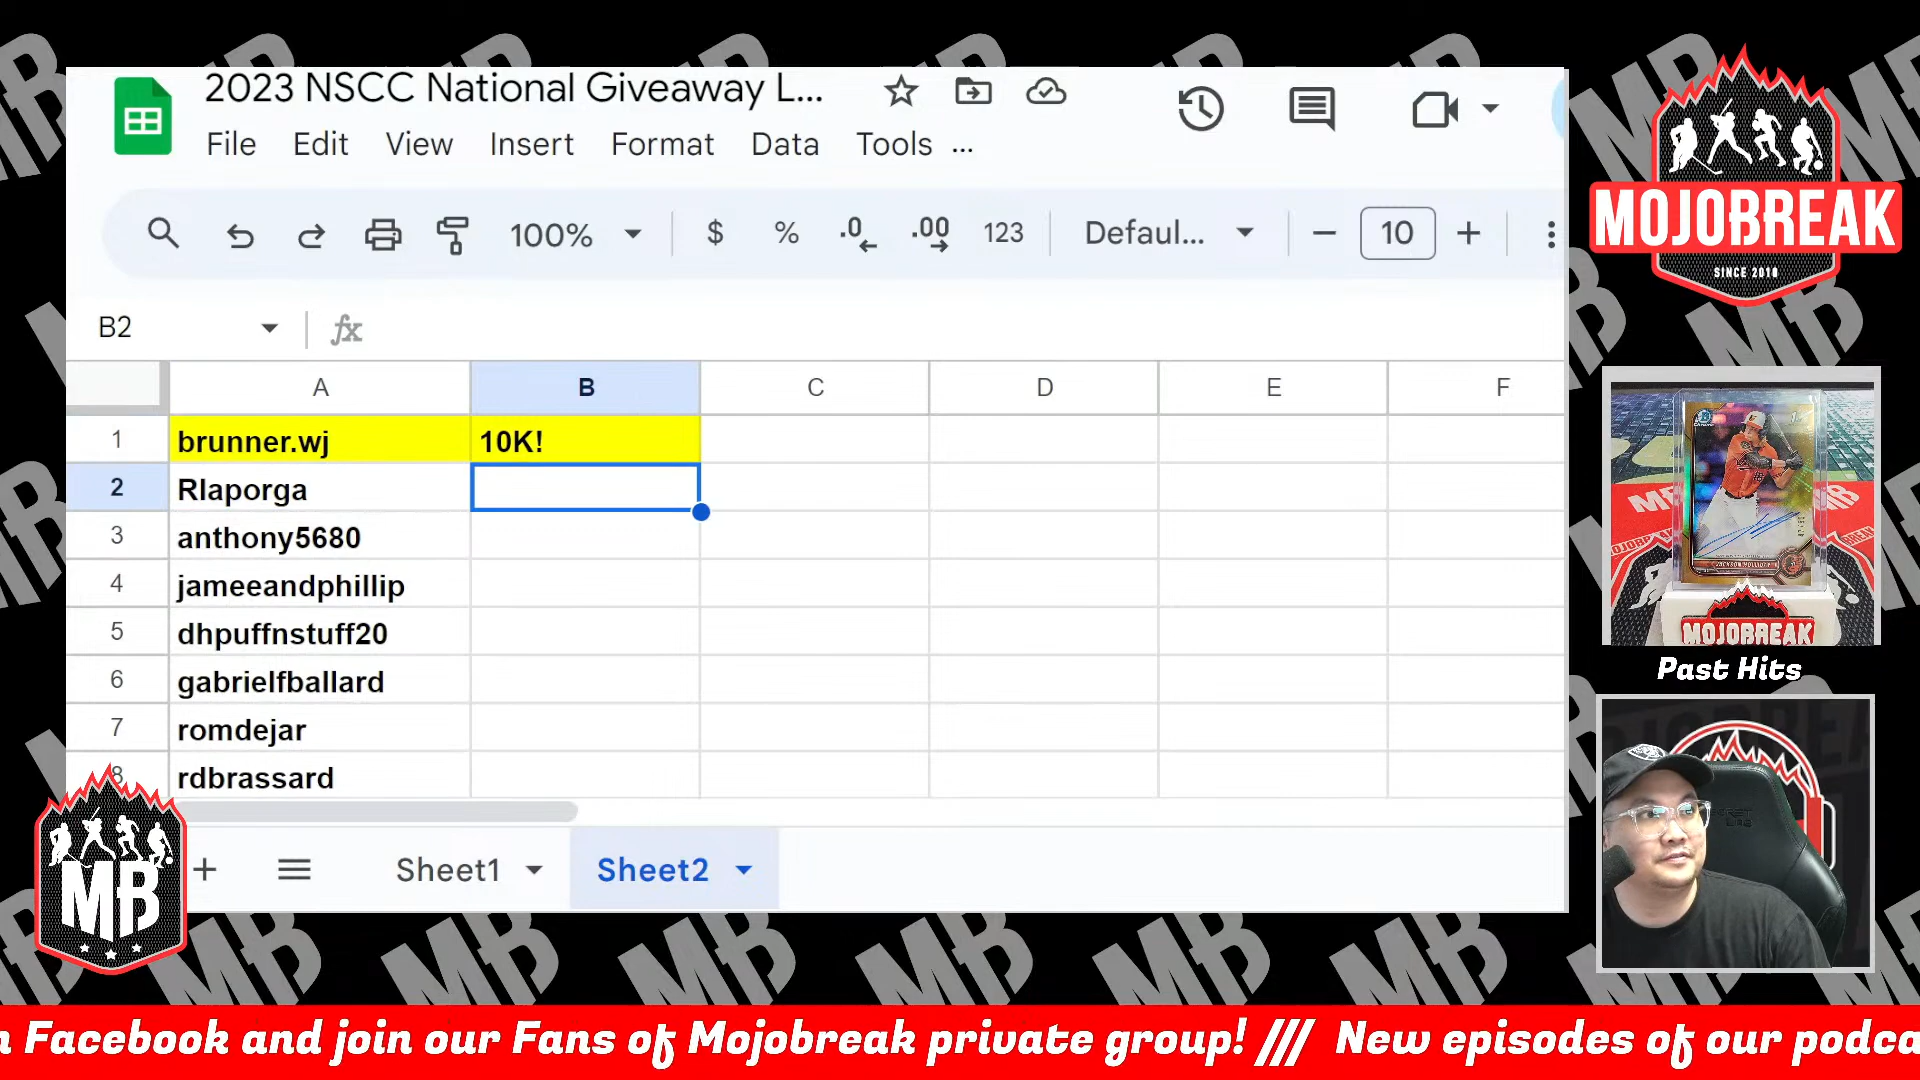 2023 NSCC National Giveaway L...
File Edit View Insert Format Data Tools ...
100% $ % .0 .00 123 Defaul... − 10 +
B2 fx
A B C D E F
1 brunner.wj 10K!
2 Rlaporga
3 anthony5680
4 jameeandphillip
5 dhpuffnstuff20
6 gabrielfballard
7 romdejar
8 rdbrassard
+ Sheet1 Sheet2
MB
MOJOBREAK
SINCE 2010
MOJOBREAK
Past Hits
n Facebook and join our Fans of Mojobreak private group! /// New episodes of our podca